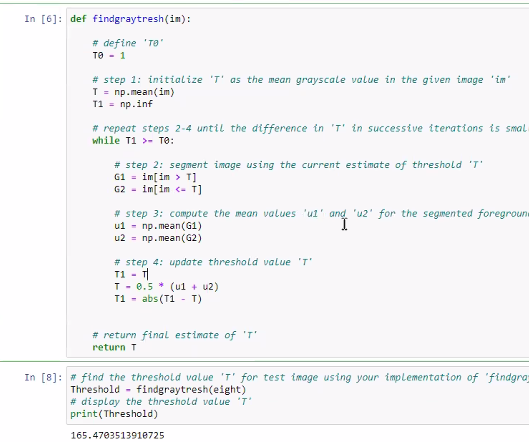 In [6]: def findgraytresh(im):
# define 'T0'
T0 = 1
# step 1: initialize 'T' as the mean grayscale value in the given image 'im'
T = np.mean(im)
T1 = np.inf
# repeat steps 2-4 until the difference in 'T' in successive iterations is
while T1 >= T0:
# step 2: segment image using the current estimate of threshold 'T'
G1 = im[im > T]
G2 = im[im <= T]
# step 3: compute the mean values 'u1' and 'u2' for the segmented
u1 = np.mean(G1)
u2 = np.mean(G2)
# step 4: update threshold value 'T'
T1 = T
T = 0.5 * (u1 + u2)
T1 = abs(T1 - T)
# return final estimate of 'T'
return T
In [8]: # find the threshold value 'T' for test image using your implementation of
Threshold = findgraytresh(eight)
# display the threshold value 'T'
print(Threshold)
165.4703513910725